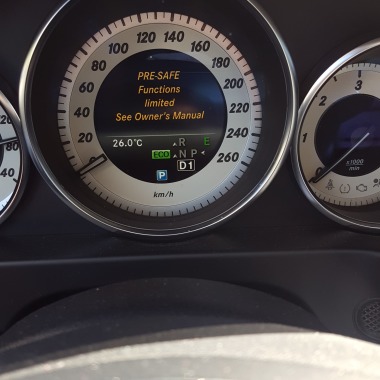 PRE-SAFE
Functions
limited
See Owner's Manual
26.0°C
R E
ECO N P
D1
P
km/h
20
40
60
80
100
120
140
160
180
200
220
240
260
0
1
2
3
x1000
min